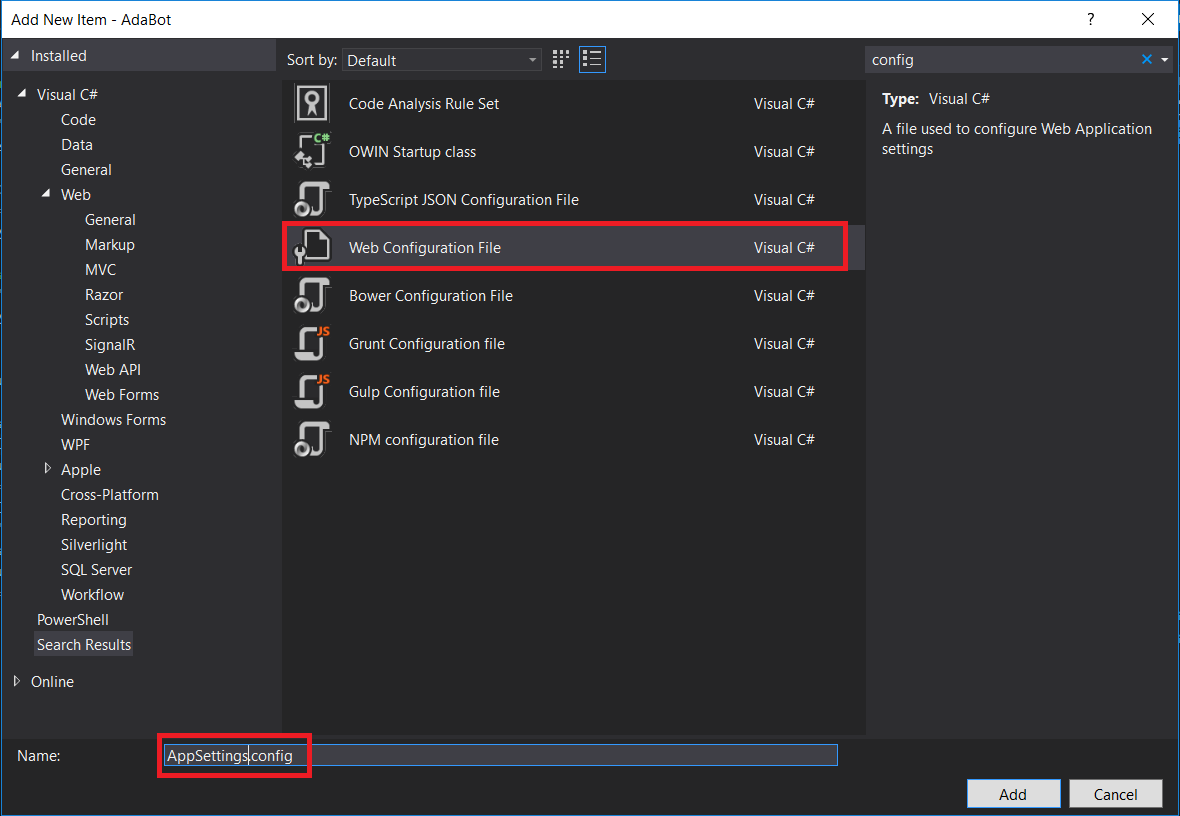 Add New Item - AdaBot
?
Installed
Sort by: Default
config
Visual C#
Code
Data
General
Web
General
Markup
MVC
Razor
Scripts
SignalR
Web API
Web Forms
Windows Forms
WPF
Apple
Cross-Platform
Reporting
Silverlight
SQL Server
Workflow
PowerShell
Search Results
Online
Code Analysis Rule Set Visual C#
C#
OWIN Startup class Visual C#
TypeScript JSON Configuration File Visual C#
Web Configuration File Visual C#
Bower Configuration File Visual C#
JS
Grunt Configuration file Visual C#
JS
Gulp Configuration file Visual C#
NPM configuration file Visual C#
Type: Visual C#
A file used to configure Web Application
settings
Name: AppSettings.config
Add Cancel